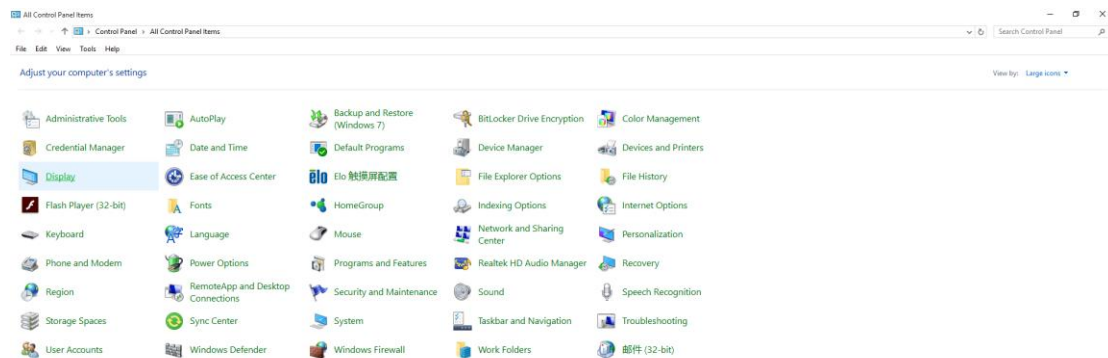 All Control Panel Items
Control Panel › All Control Panel Items
Search Control Panel
File Edit View Tools Help
Adjust your computer's settings
View by: Large icons
Administrative Tools
AutoPlay
Backup and Restore
(Windows 7)
BitLocker Drive Encryption
Color Management
Credential Manager
Date and Time
Default Programs
Device Manager
Devices and Printers
Display
Ease of Access Center
elo
Elo 触摸屏配置
File Explorer Options
File History
Flash Player (32-bit)
Fonts
HomeGroup
Indexing Options
Internet Options
Keyboard
Language
Mouse
Network and Sharing
Center
Personalization
Phone and Modem
Power Options
Programs and Features
Realtek HD Audio Manager
Recovery
Region
RemoteApp and Desktop
Connections
Security and Maintenance
Sound
Speech Recognition
Storage Spaces
Sync Center
System
Taskbar and Navigation
Troubleshooting
User Accounts
Windows Defender
Windows Firewall
Work Folders
邮件 (32-bit)